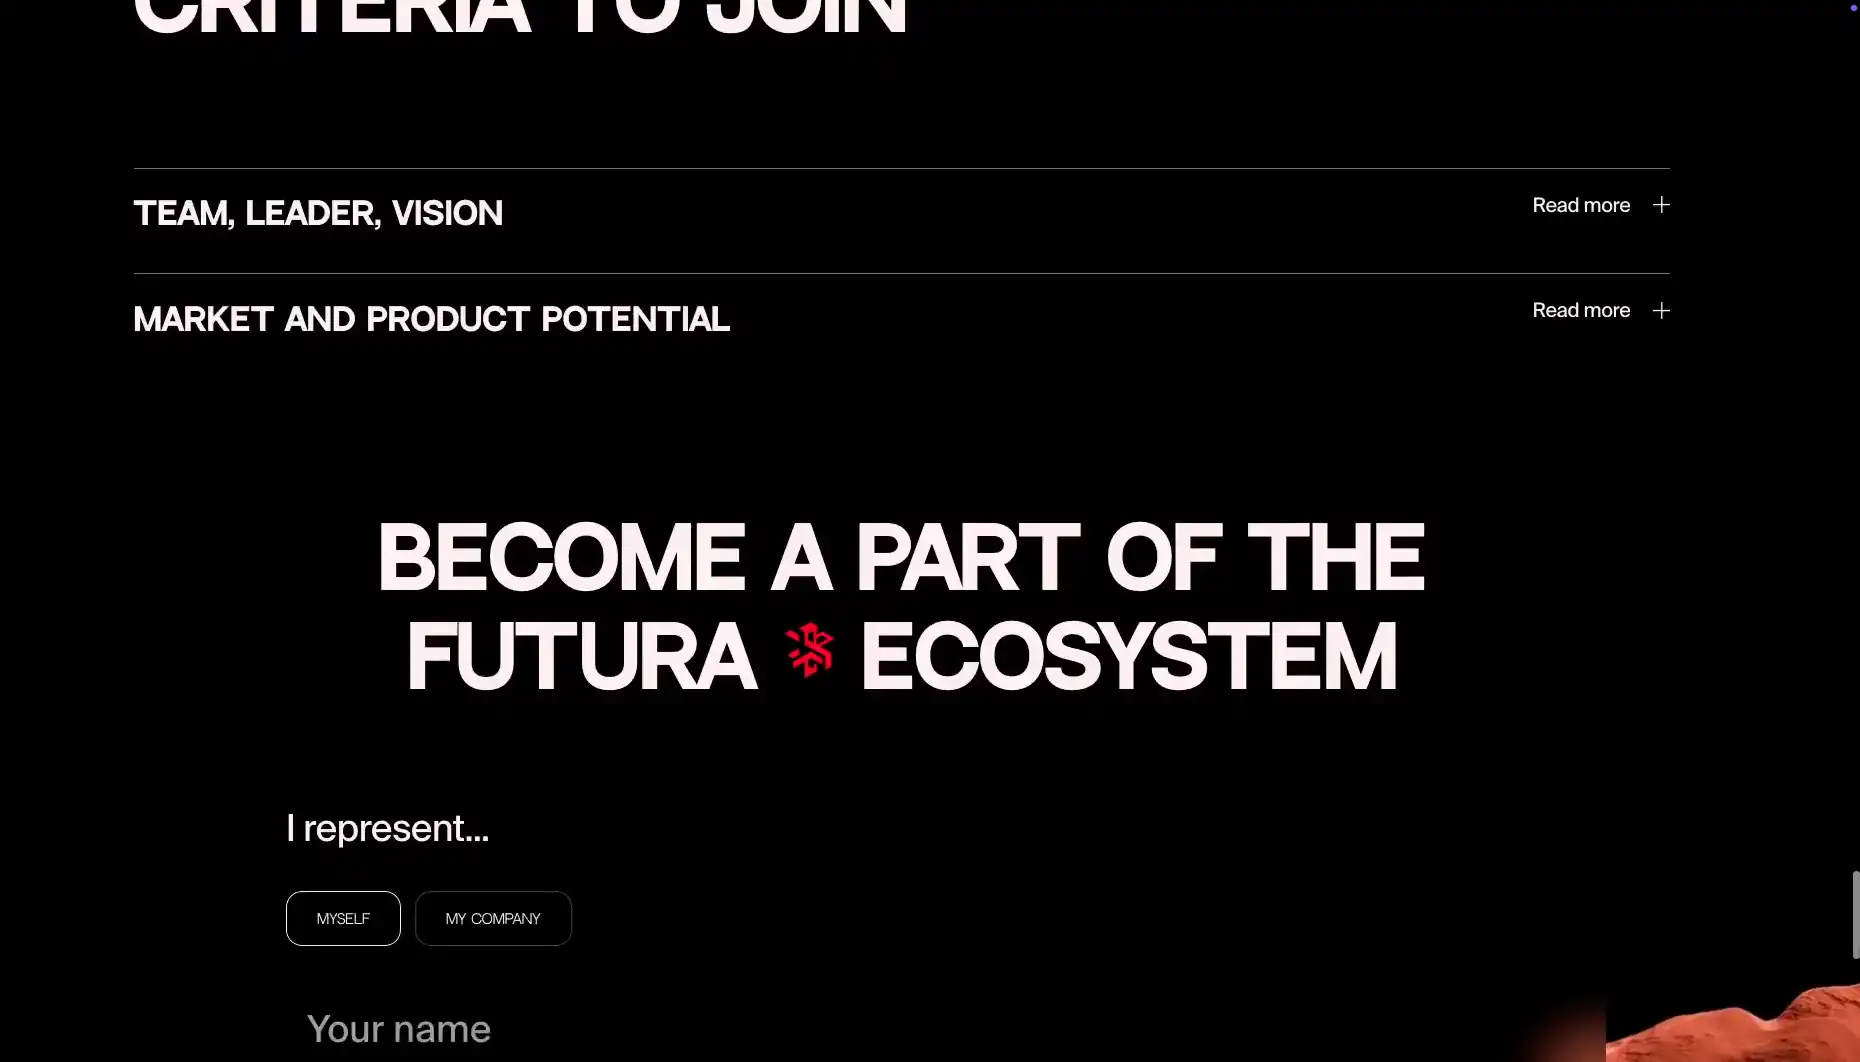 CRITERIA TO JOIN
TEAM, LEADER, VISION
Read more
MARKET AND PRODUCT POTENTIAL
Read more
BECOME A PART OF THE
FUTURA ECOSYSTEM
I represent...
MYSELF
MY COMPANY
Your name